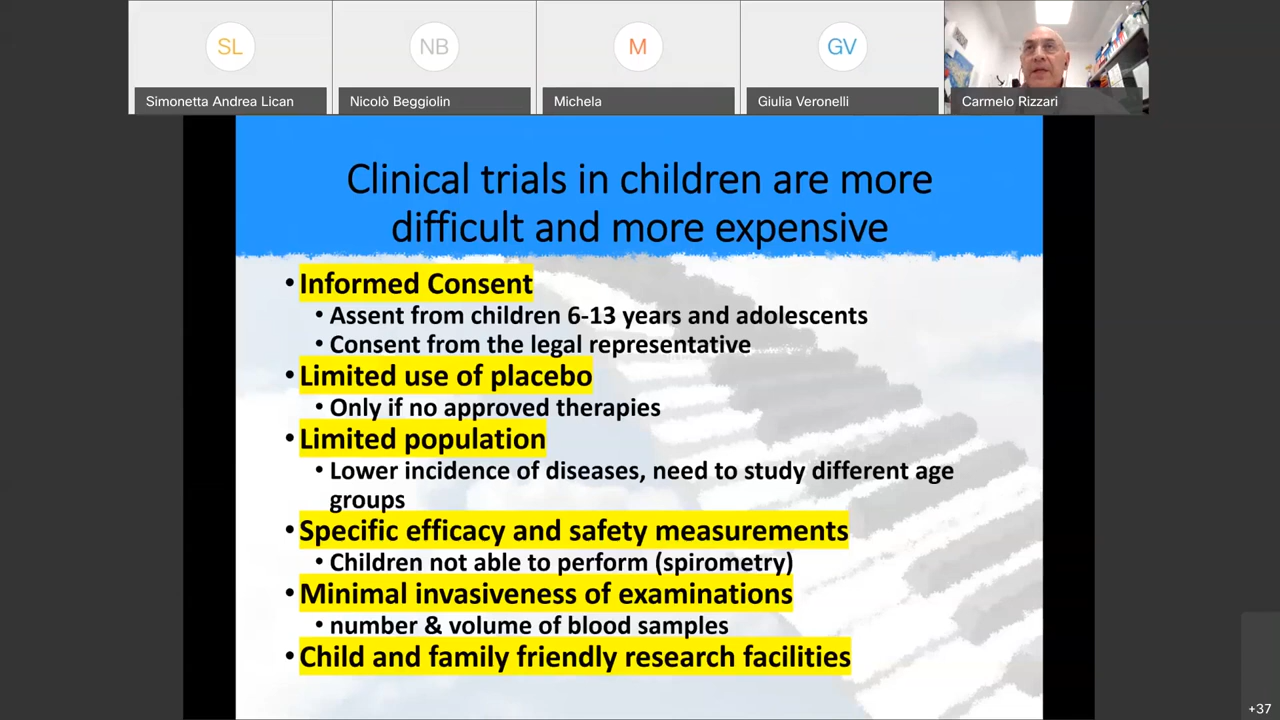 SL
NB
M
GV
Simonetta Andrea Lican
Nicolò Beggiolin
Michela
Giulia Veronelli
Carmelo Rizzari
Clinical trials in children are more
difficult and more expensive
• Informed Consent
• Assent from children 6-13 years and adolescents
• Consent from the legal representative
• Limited use of placebo
• Only if no approved therapies
• Limited population
• Lower incidence of diseases, need to study different age
groups
• Specific efficacy and safety measurements
• Children not able to perform (spirometry)
• Minimal invasiveness of examinations
• number & volume of blood samples
• Child and family friendly research facilities
+37